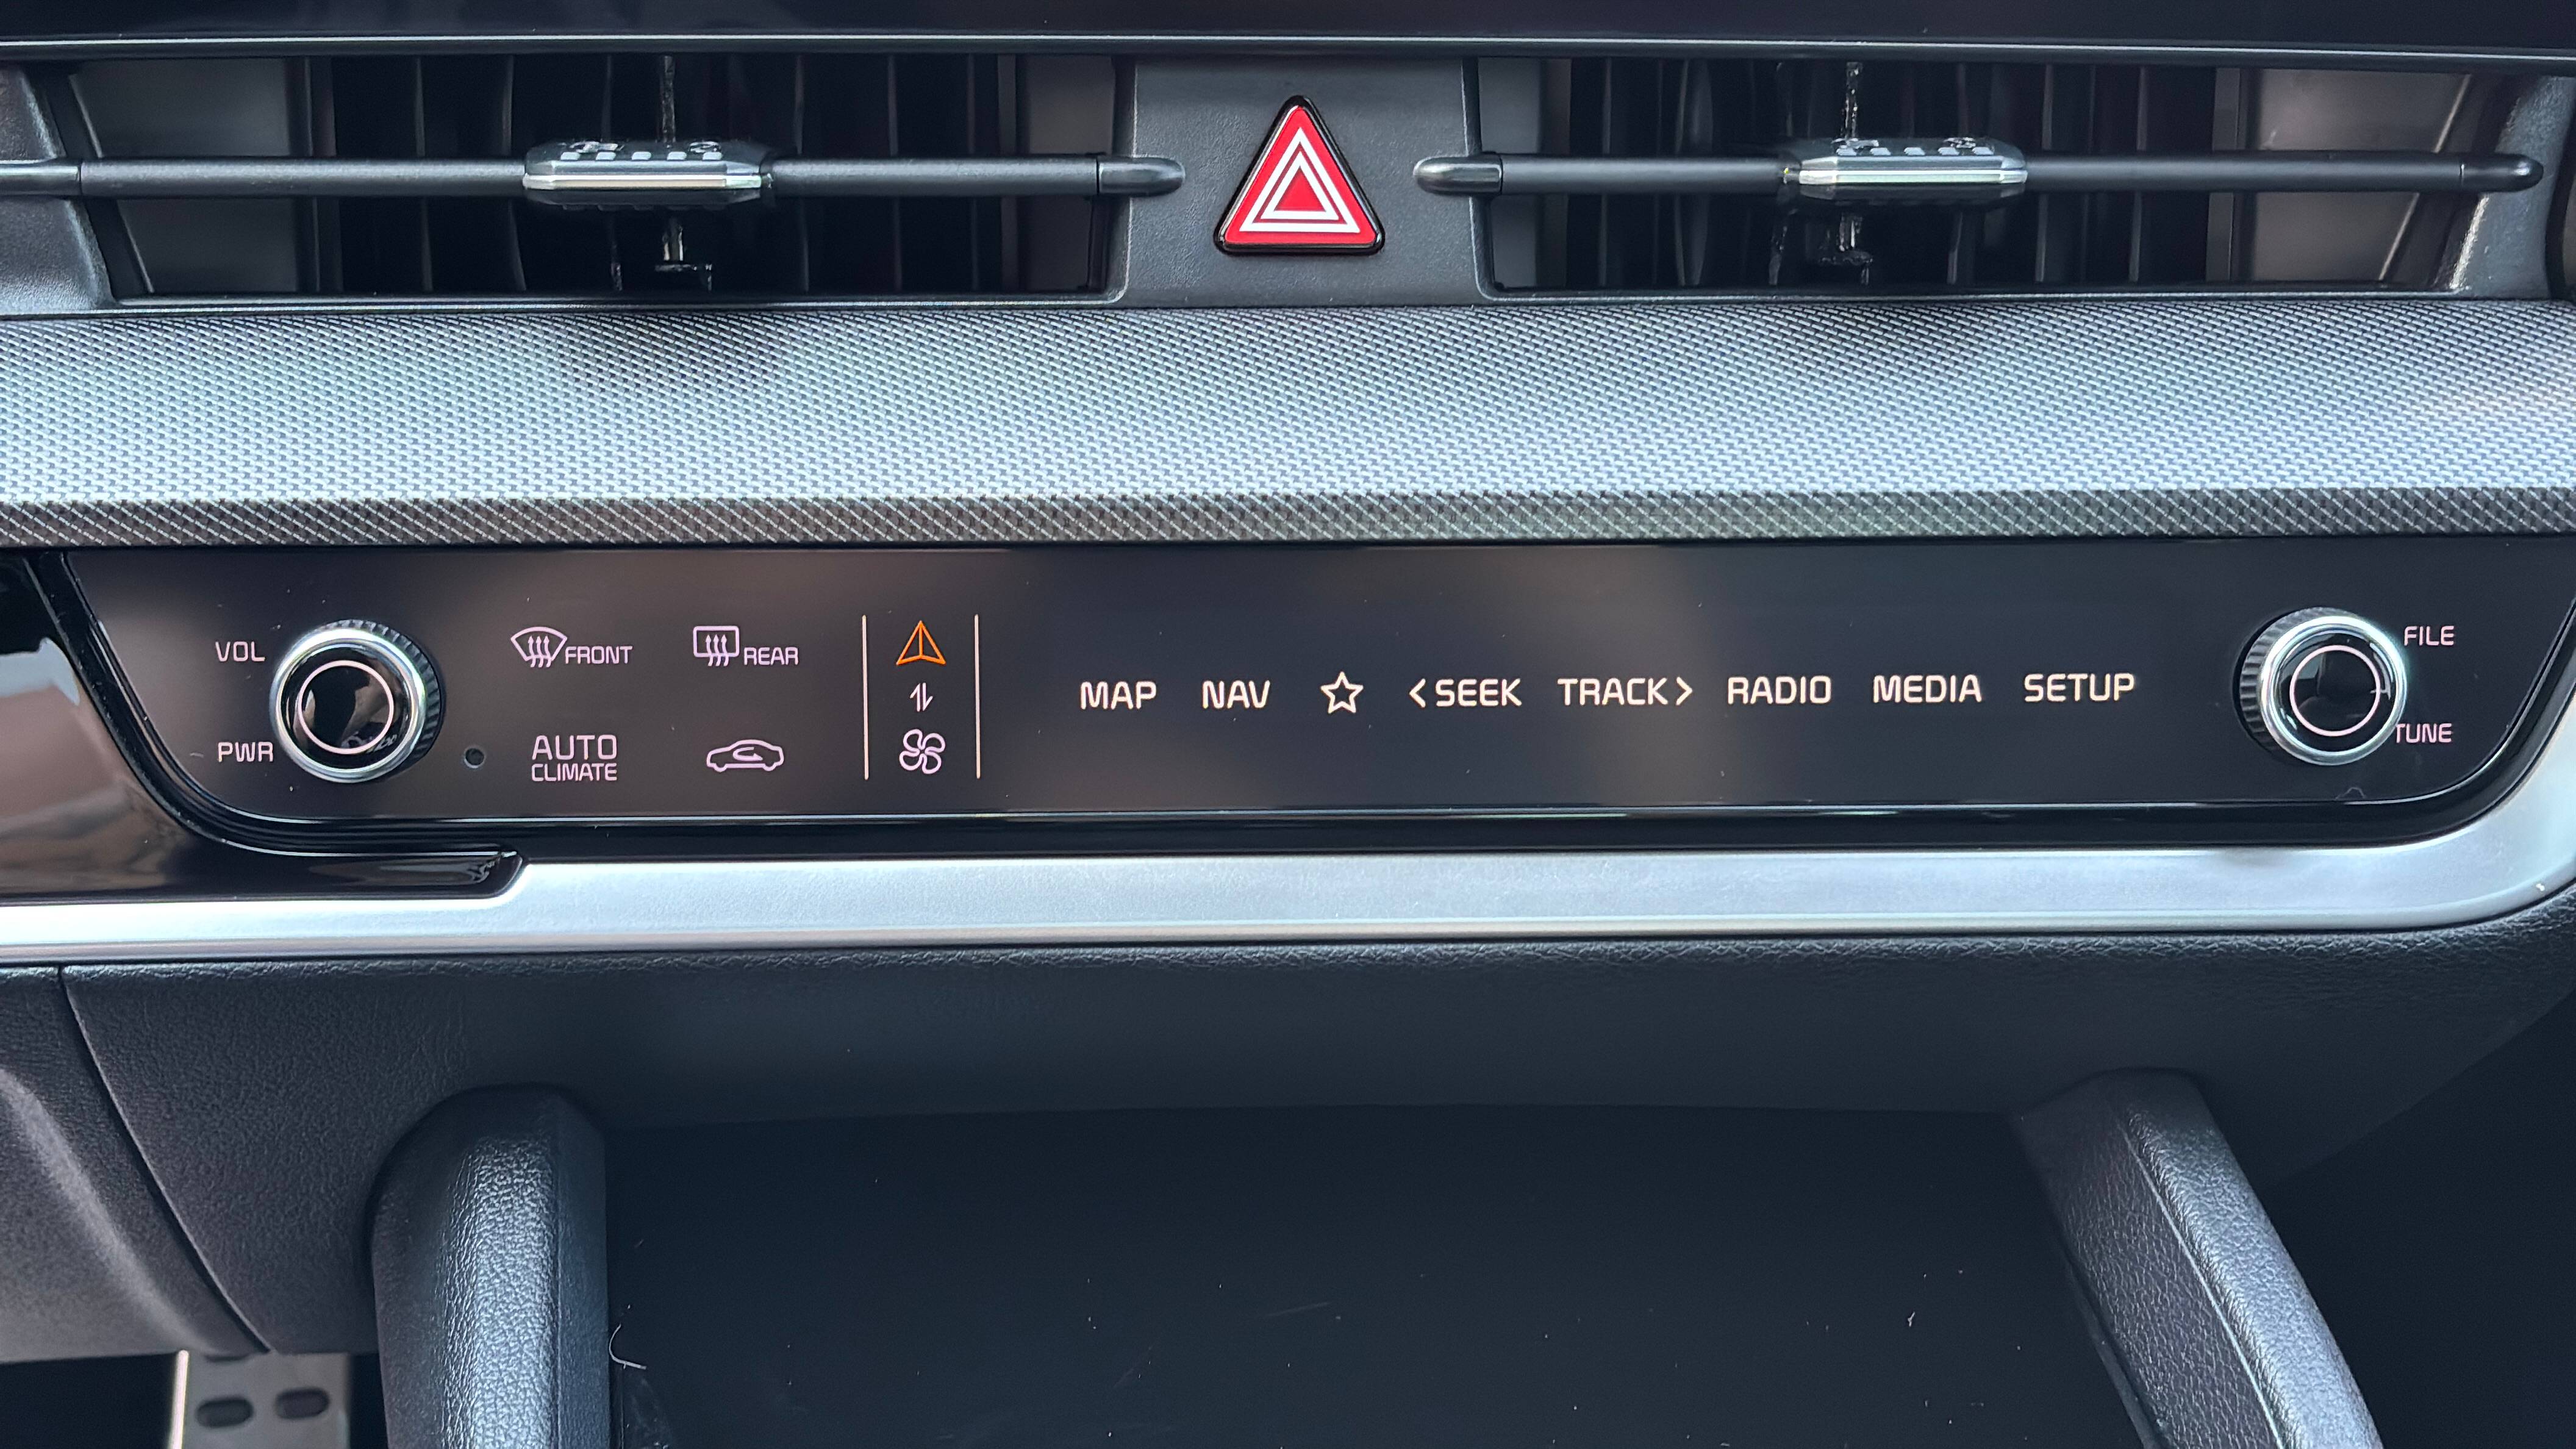 VOL
PWR
FRONT
REAR
AUTO
CLIMATE
MAP NAV <SEEK TRACK> RADIO MEDIA SETUP
FILE
TUNE